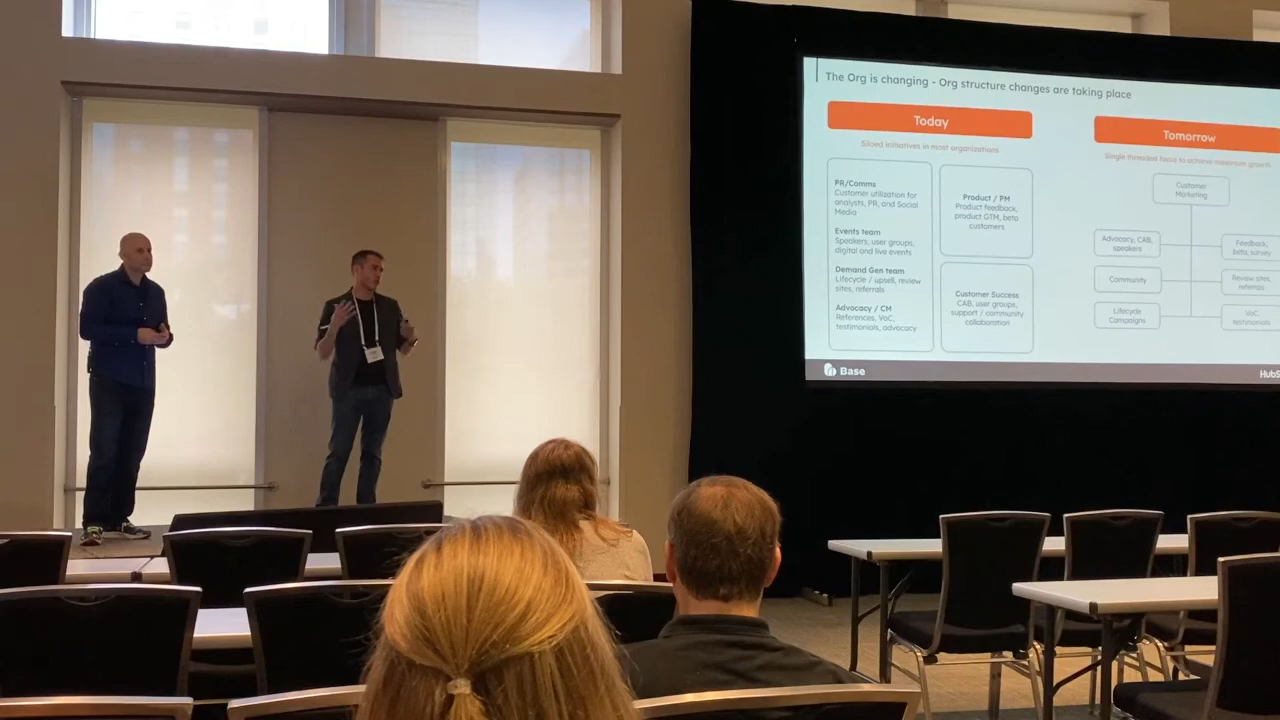 The Org is changing - Org structure changes are taking place
Today
Siloed initiatives in most organizations
PR/Comms
Customer utilization for
analysts, PR, and Social
Media
Events team
Speakers, user groups,
digital and live events
Demand Gen team
Lifecycle / upsell, review
sites, referrals
Advocacy / CM
References, VoC,
testimonials, advocacy
Product / PM
Product feedback,
product GTM, beta
customers
Customer Success
CAB, user groups,
support / community
collaboration
Tomorrow
Single threaded focus to achieve maximum growth
Customer
Marketing
Advocacy, CAB,
speakers
Feedback,
beta, survey
Community
Review sites,
referrals
Lifecycle
Campaigns
VoC,
testimonials
Base
HubS